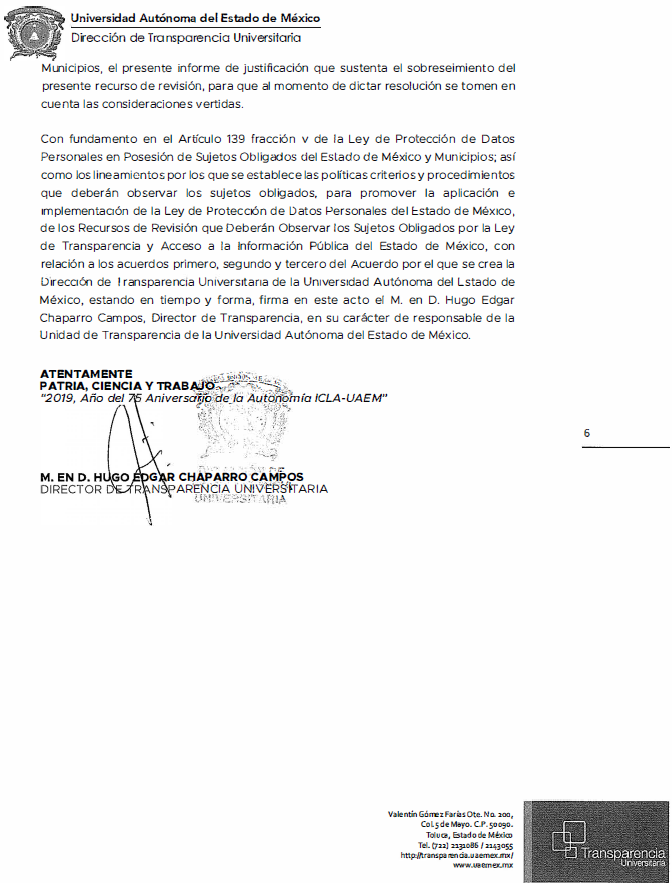 Universidad Autónoma del Estado de México
Dirección de Transparencia Universitaria
Municipios, el presente informe de justificación que sustenta el sobreseimiento del
presente recurso de revisión, para que al momento de dictar resolución se tomen en
cuenta las consideraciones vertidas.
Con fundamento en el Artículo 139 fracción v de la Ley de Protección de Datos
Personales en Posesión de Sujetos Obligados del Estado de México y Municipios; así
como los lineamientos por los que se establece las políticas criterios y procedimientos
que deberán observar los sujetos obligados, para promover la aplicación e
implementación de la Ley de Protección de Datos Personales del Estado de México,
de los Recursos de Revisión que Deberán Observar los Sujetos Obligados por la Ley
de Transparencia y Acceso a la Información Pública del Estado de México, con
relación a los acuerdos primero, segundo y tercero del Acuerdo por el que se crea la
Dirección de Transparencia Universitaria de la Universidad Autónoma del Estado de
México, estando en tiempo y forma, firma en este acto el M. en D. Hugo Edgar
Chaparro Campos, Director de Transparencia, en su carácter de responsable de la
Unidad de Transparencia de la Universidad Autónoma del Estado de México.
ATENTAMENTE
PATRIA, CIENCIA Y TRABAJO
"2019, Año del 75 Aniversario de la Autonomía ICLA-UAEM"
6
M. EN D. HUGO EDGAR CHAPARRO CAMPOS
DIRECTOR DE TRANSPARENCIA UNIVERSITARIA
UNIVERSITARIA
Valentín Gómez Farías Ote. No. 200,
Col. 5 de Mayo. C.P. 50090.
Toluca, Estado de México
Tel. (722) 2131086 / 2143055
http://transparencia.uaemex.mx/
www.uaemex.mx
Transparencia
Universitaria